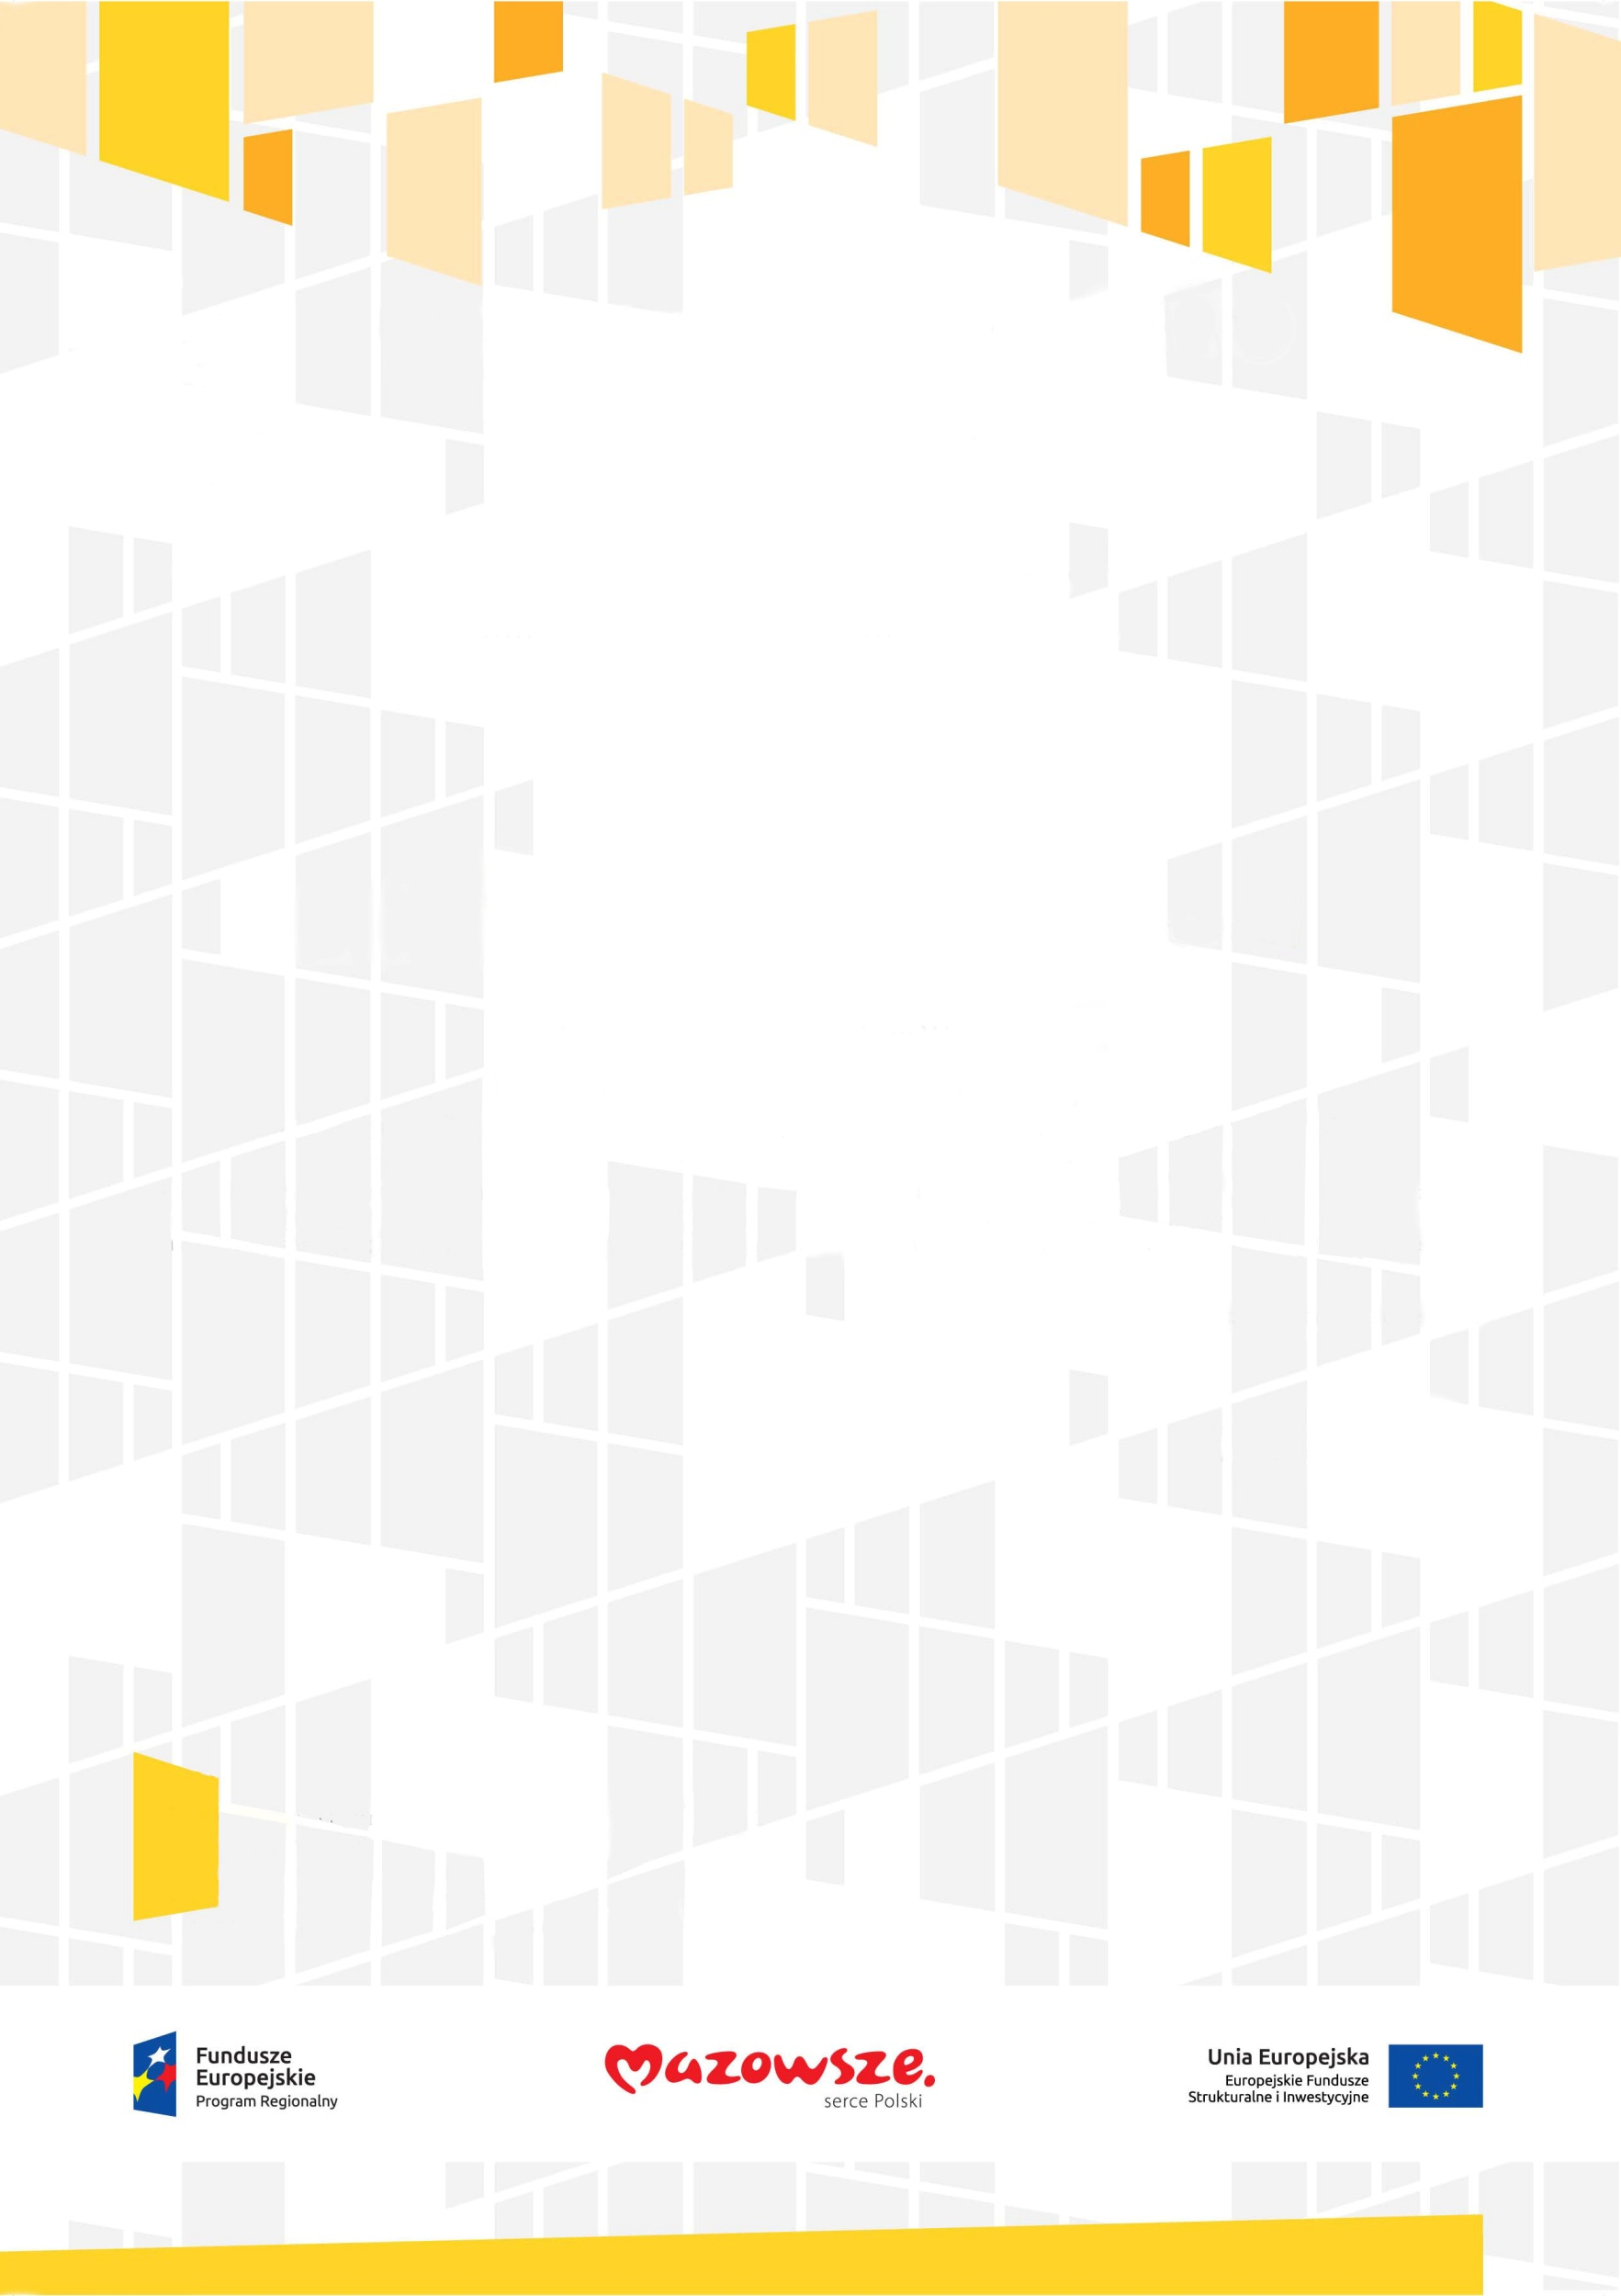 Fundusze
Europejskie
Program Regionalny
Mazowsze.
serce Polski
Unia Europejska
Europejskie Fundusze
Strukturalne i Inwestycyjne